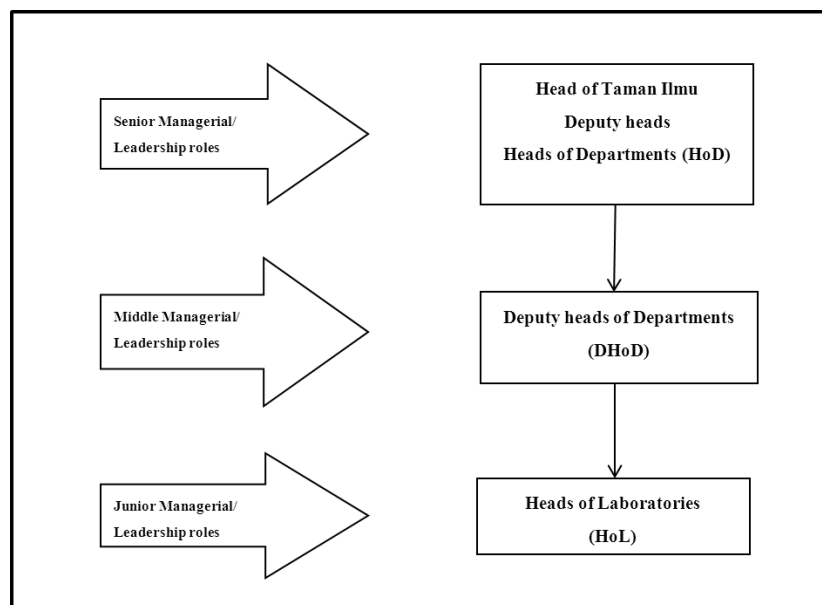 Senior Managerial/
Leadership roles
Head of Taman Ilmu
Deputy heads
Heads of Departments (HoD)
Middle Managerial/
Leadership roles
Deputy heads of Departments
(DHoD)
Junior Managerial/
Leadership roles
Heads of Laboratories
(HoL)